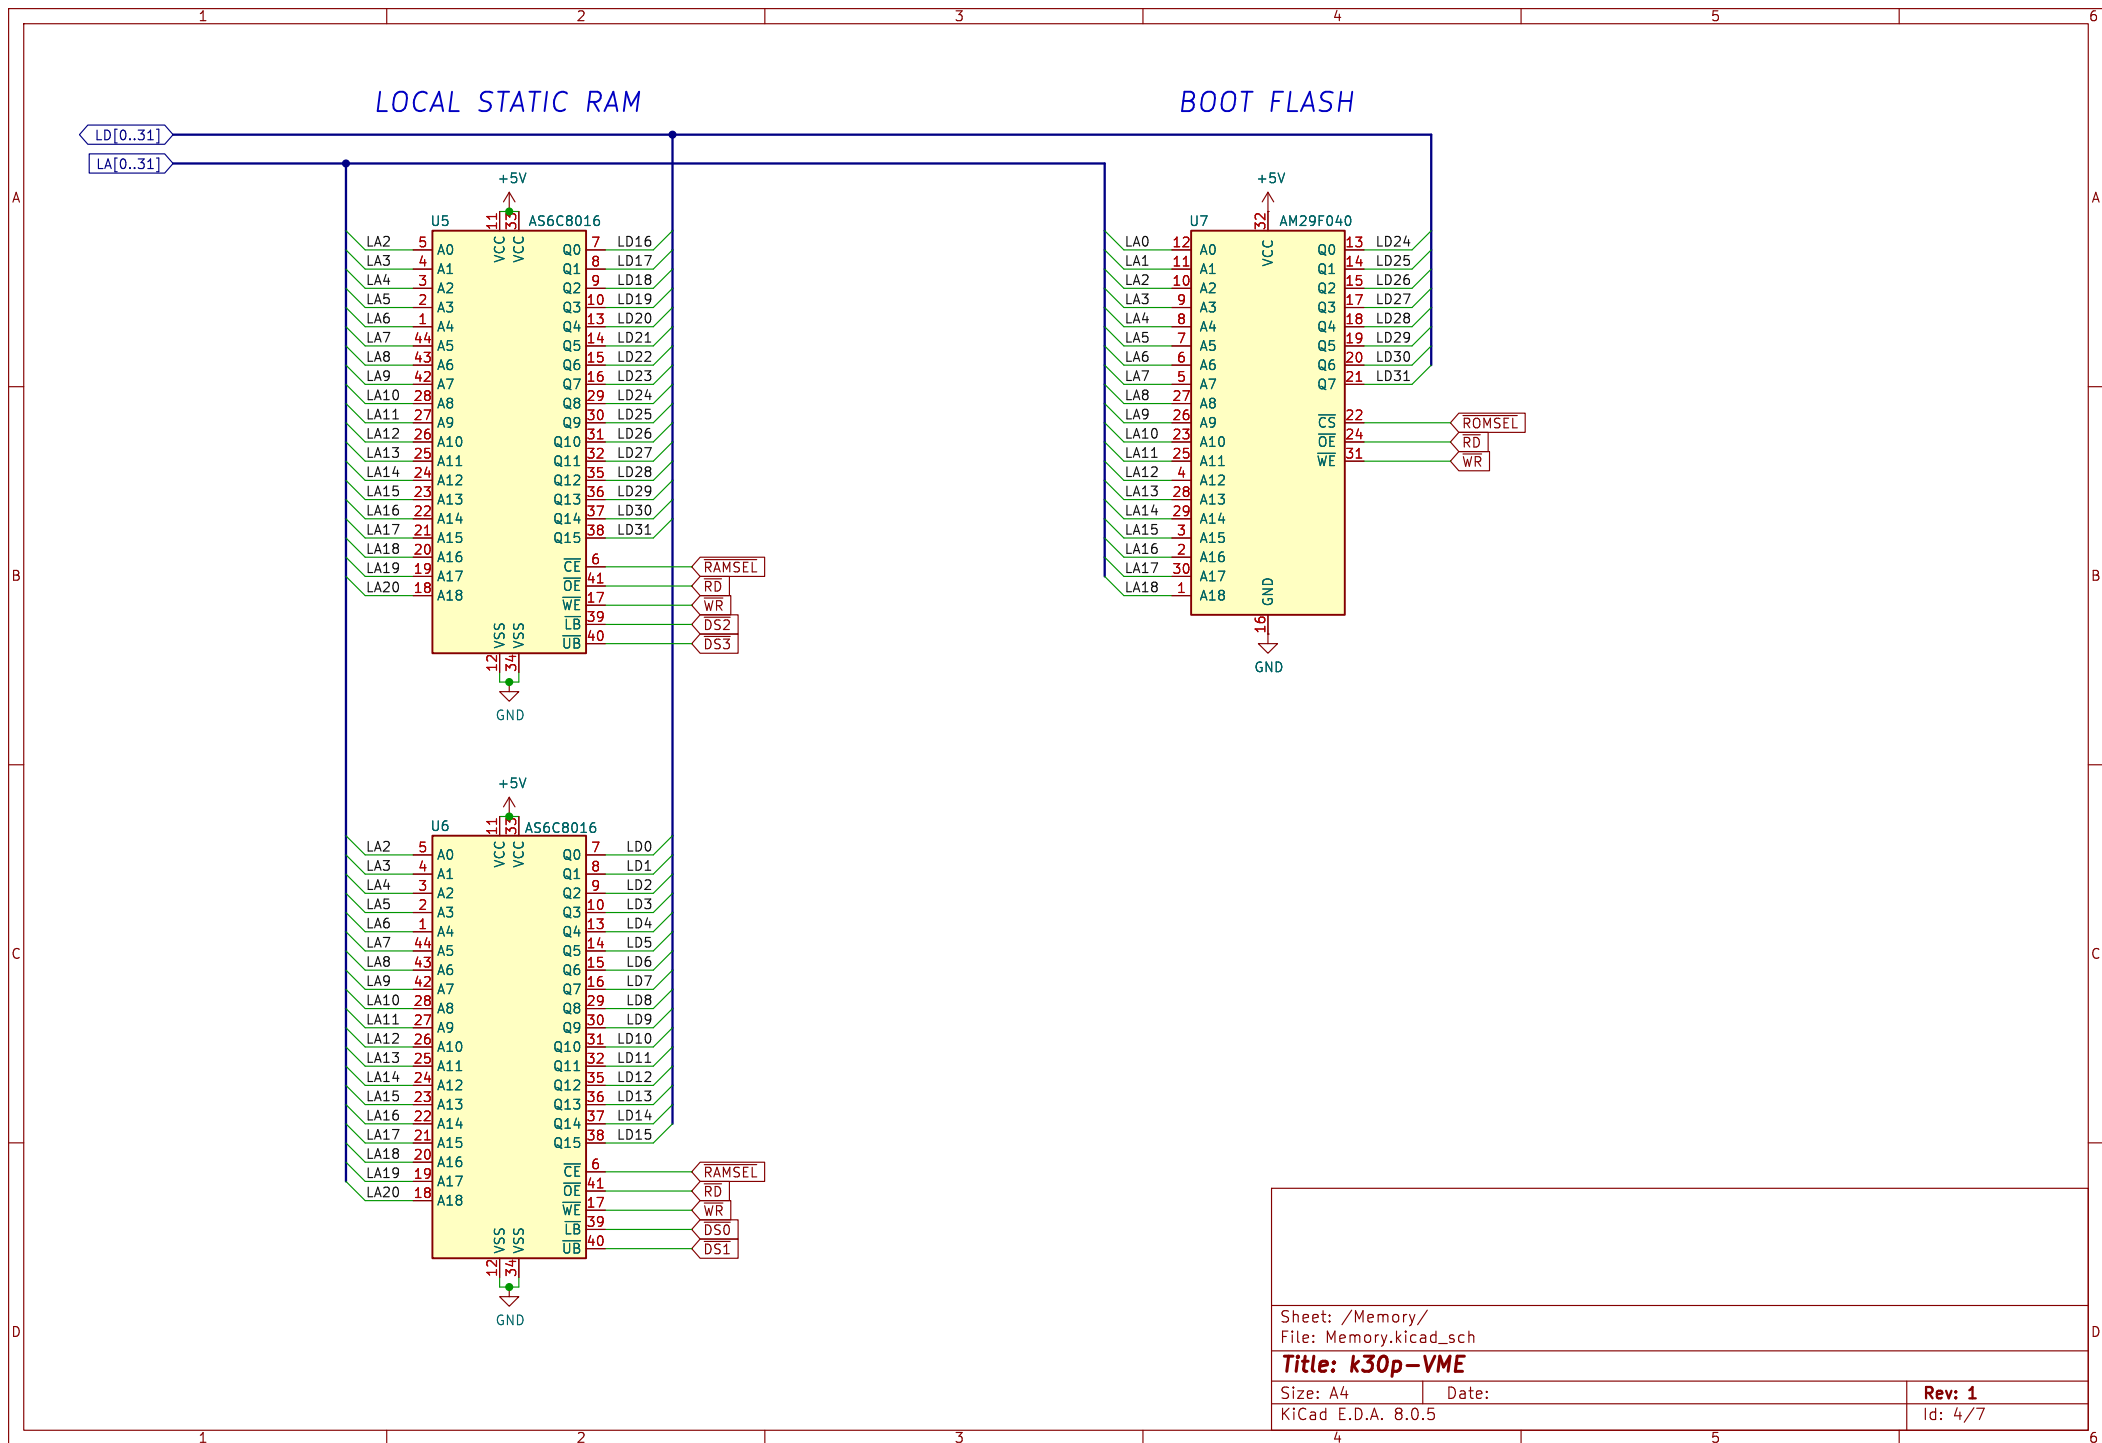 1 2 3 4 5 6
LOCAL STATIC RAM
BOOT FLASH
LD[0..31]
LA[0..31]
A A
B B
C C
D D
+5V
U5 AS6C8016
11 33
VCC VCC
LA2 5 A0 Q0 7 LD16
LA3 4 A1 Q1 8 LD17
LA4 3 A2 Q2 9 LD18
LA5 2 A3 Q3 10 LD19
LA6 1 A4 Q4 13 LD20
LA7 44 A5 Q5 14 LD21
LA8 43 A6 Q6 15 LD22
LA9 42 A7 Q7 16 LD23
LA10 28 A8 Q8 29 LD24
LA11 27 A9 Q9 30 LD25
LA12 26 A10 Q10 31 LD26
LA13 25 A11 Q11 32 LD27
LA14 24 A12 Q12 35 LD28
LA15 23 A13 Q13 36 LD29
LA16 22 A14 Q14 37 LD30
LA17 21 A15 Q15 38 LD31
LA18 20 A16
LA19 19 A17
LA20 18 A18
CE 6 RAMSEL
OE 41 RD
WE 17 WR
LB 39 DS2
UB 40 DS3
VSS VSS
12 34
GND
+5V
U7 AM29F040
32
VCC
LA0 12 A0 Q0 13 LD24
LA1 11 A1 Q1 14 LD25
LA2 10 A2 Q2 15 LD26
LA3 9 A3 Q3 17 LD27
LA4 8 A4 Q4 18 LD28
LA5 7 A5 Q5 19 LD29
LA6 6 A6 Q6 20 LD30
LA7 5 A7 Q7 21 LD31
LA8 27 A8
LA9 26 A9 CS 22 ROMSEL
LA10 23 A10 OE 24 RD
LA11 25 A11 WE 31 WR
LA12 4 A12
LA13 28 A13
LA14 29 A14
LA15 3 A15
LA16 2 A16
LA17 30 A17
LA18 1 A18
GND
16
GND
+5V
U6 AS6C8016
11 33
VCC VCC
LA2 5 A0 Q0 7 LD0
LA3 4 A1 Q1 8 LD1
LA4 3 A2 Q2 9 LD2
LA5 2 A3 Q3 10 LD3
LA6 1 A4 Q4 13 LD4
LA7 44 A5 Q5 14 LD5
LA8 43 A6 Q6 15 LD6
LA9 42 A7 Q7 16 LD7
LA10 28 A8 Q8 29 LD8
LA11 27 A9 Q9 30 LD9
LA12 26 A10 Q10 31 LD10
LA13 25 A11 Q11 32 LD11
LA14 24 A12 Q12 35 LD12
LA15 23 A13 Q13 36 LD13
LA16 22 A14 Q14 37 LD14
LA17 21 A15 Q15 38 LD15
LA18 20 A16
LA19 19 A17
LA20 18 A18
CE 6 RAMSEL
OE 41 RD
WE 17 WR
LB 39 DS0
UB 40 DS1
VSS VSS
12 34
GND
Sheet: /Memory/
File: Memory.kicad_sch
Title: k30p-VME
Size: A4 Date: Rev: 1
KiCad E.D.A. 8.0.5 Id: 4/7
1 2 3 4 5 6